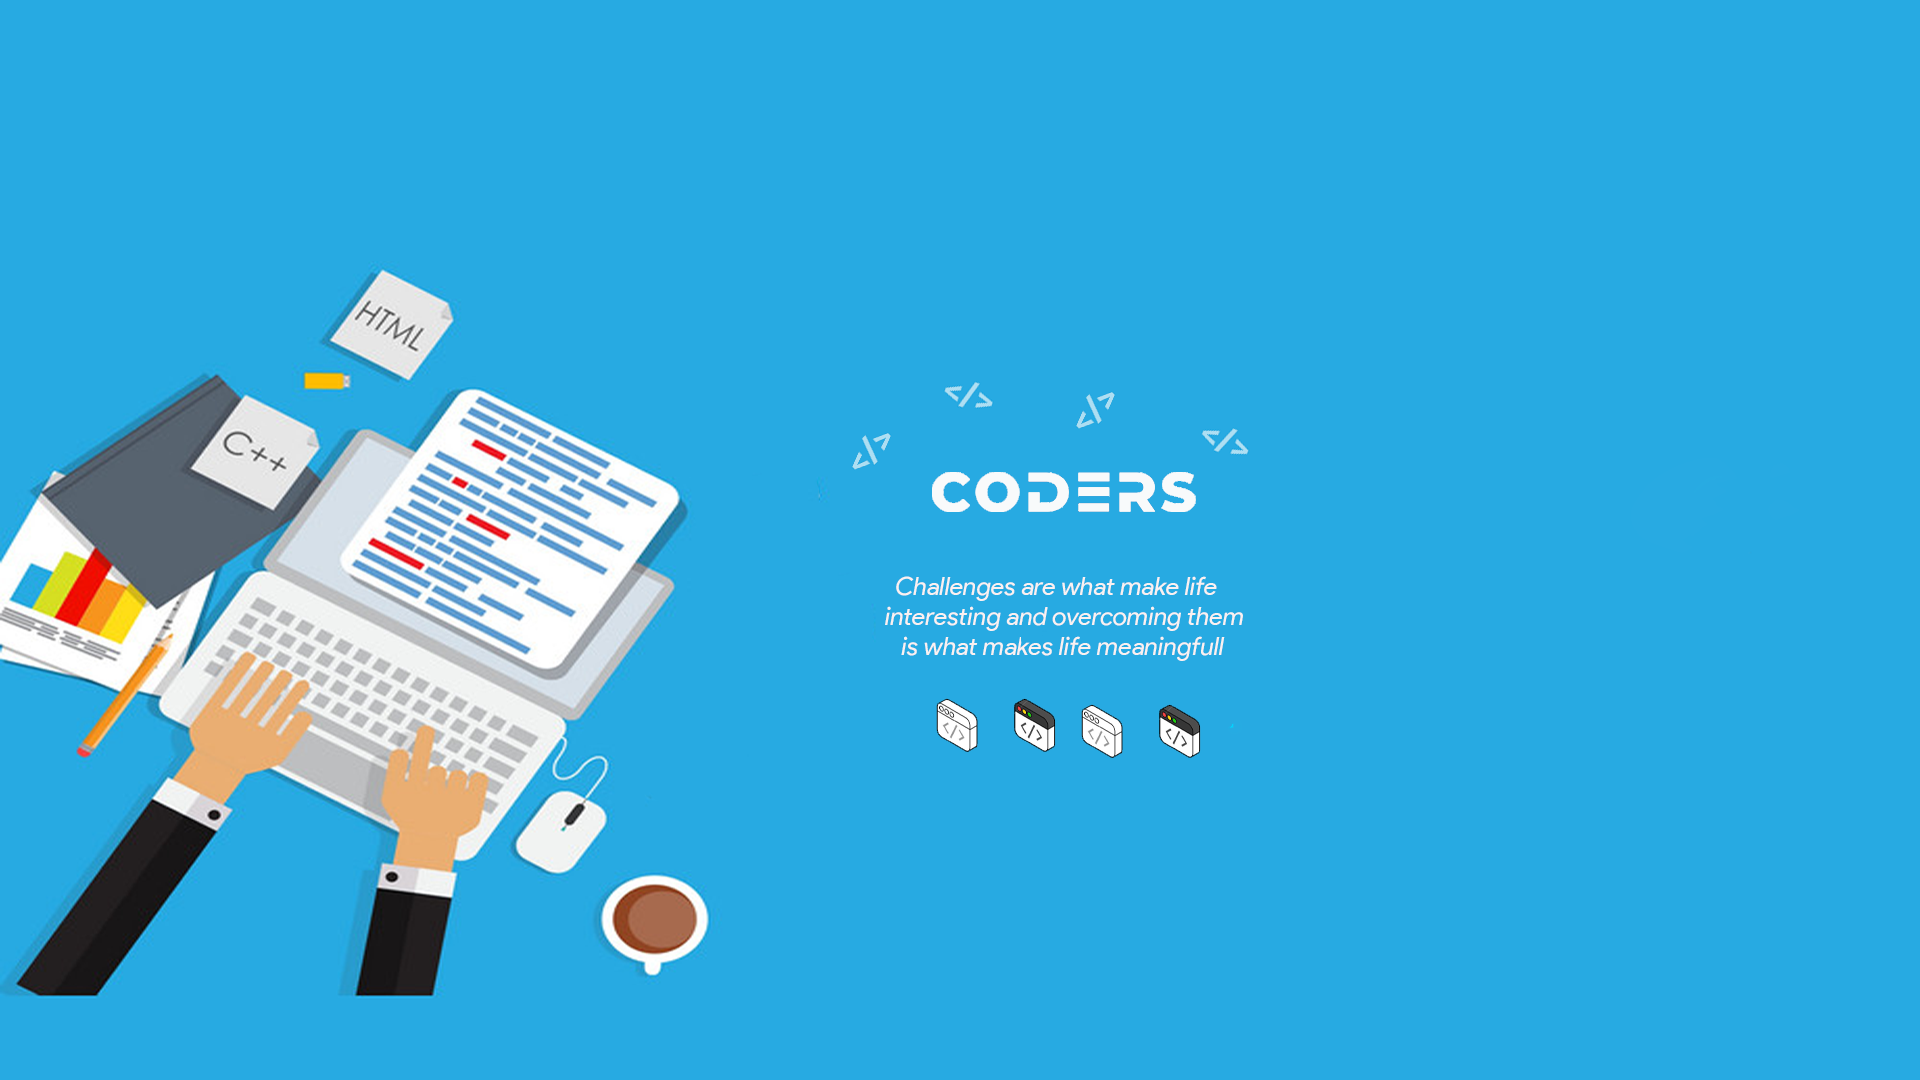 HTML
C++
</>
</>
</>
</>
CODERS
Challenges are what make life
interesting and overcoming them
is what makes life meaningfull
</>
</>
</>
</>